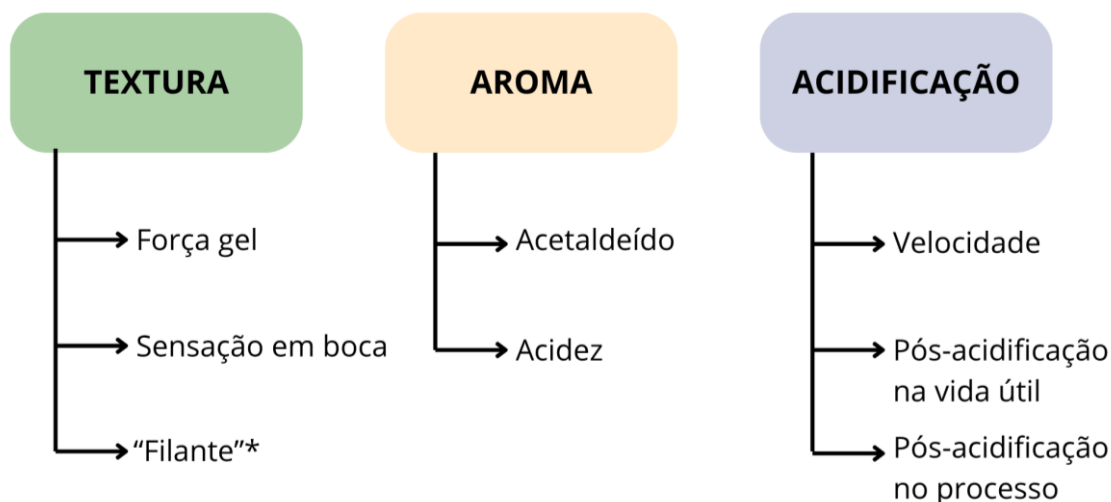 TEXTURA
Força gel
Sensação em boca
“Filante”*
AROMA
Acetaldeído
Acidez
ACIDIFICAÇÃO
Velocidade
Pós-acidificação
na vida útil
Pós-acidificação
no processo